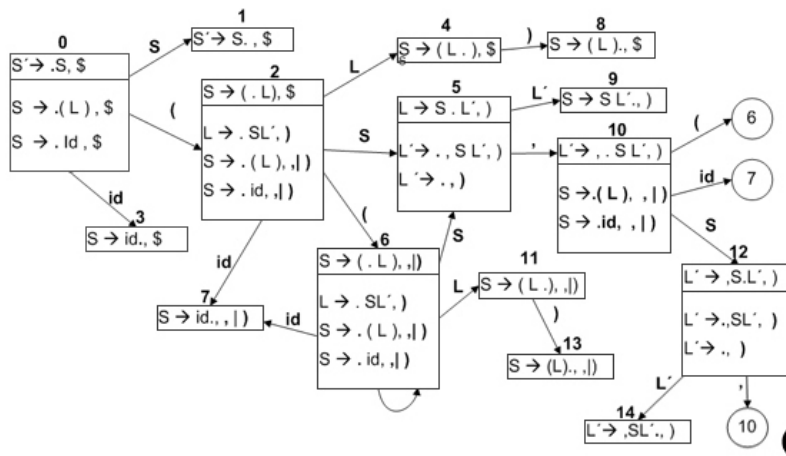 0
S´→ .S, $
S → .( L ) , $
S → . Id , $
S
1
S´→ S. , $
(
id
3
S → id., $
2
S → ( . L), $
L → . SL´, )
S → . ( L), ,| )
S → . id, ,| )
L
4
S → ( L . ), $
)
8
S → ( L )., $
S
5
L → S . L´, )
L´→ . , S L´, )
L ´→ . , )
L´
9
S → S L´., )
,
10
L´→ , . S L´, )
S →.( L), , | )
S → .id, , | )
(
6
id
7
S
12
L´ → ,S.L´, )
L´ →.,SL´, )
L´→ ., )
L´
14
L´→ ,SL´., )
,
10
(
6
S → ( . L ), ,|)
L → . SL´, )
S → . ( L), ,| )
S → . id, ,| )
S
id
7
S → id., , | )
id
L
11
S → ( L .), ,|)
)
13
S → (L)., ,|)